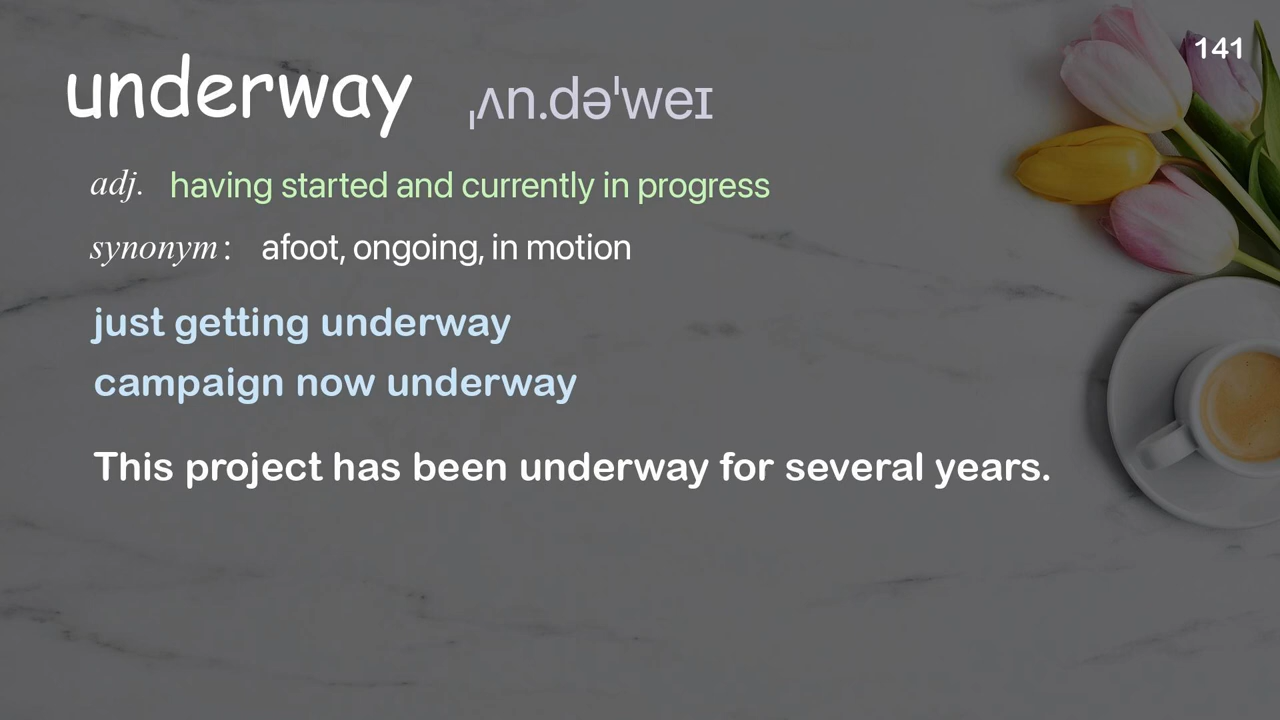 141
underway ˌʌn.dəˈweɪ
adj. having started and currently in progress
synonym: afoot, ongoing, in motion
just getting underway
campaign now underway
This project has been underway for several years.